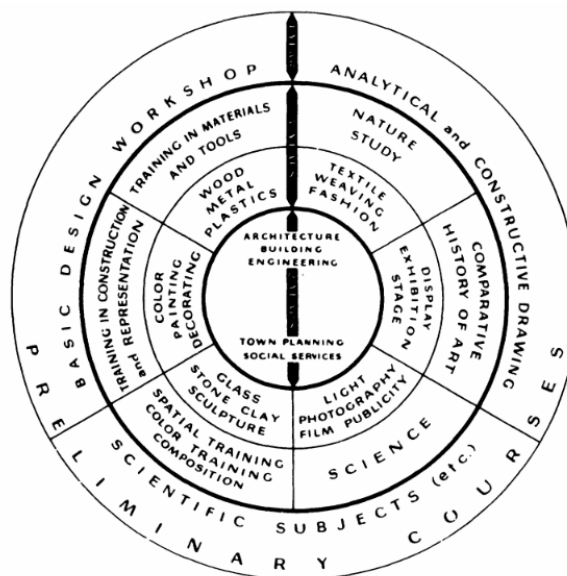 BASIC DESIGN WORKSHOP
ANALYTICAL and CONSTRUCTIVE DRAWING
SCIENTIFIC SUBJECTS (etc.)
PRELIMINARY COURSES
TRAINING IN MATERIALS
AND TOOLS
NATURE
STUDY
COMPARATIVE
HISTORY OF ART
SCIENCE
SPATIAL TRAINING
COLOR TRAINING
COMPOSITION
TRAINING IN CONSTRUCTION
and REPRESENTATION
WOOD
METAL
PLASTICS
TEXTILE
WEAVING
FASHION
DISPLAY
EXHIBITION
STAGE
LIGHT
PHOTOGRAPHY
FILM PUBLICITY
GLASS
STONE CLAY
SCULPTURE
COLOR
PAINTING
DECORATING
ARCHITECTURE
BUILDING
ENGINEERING
TOWN PLANNING
SOCIAL SERVICES